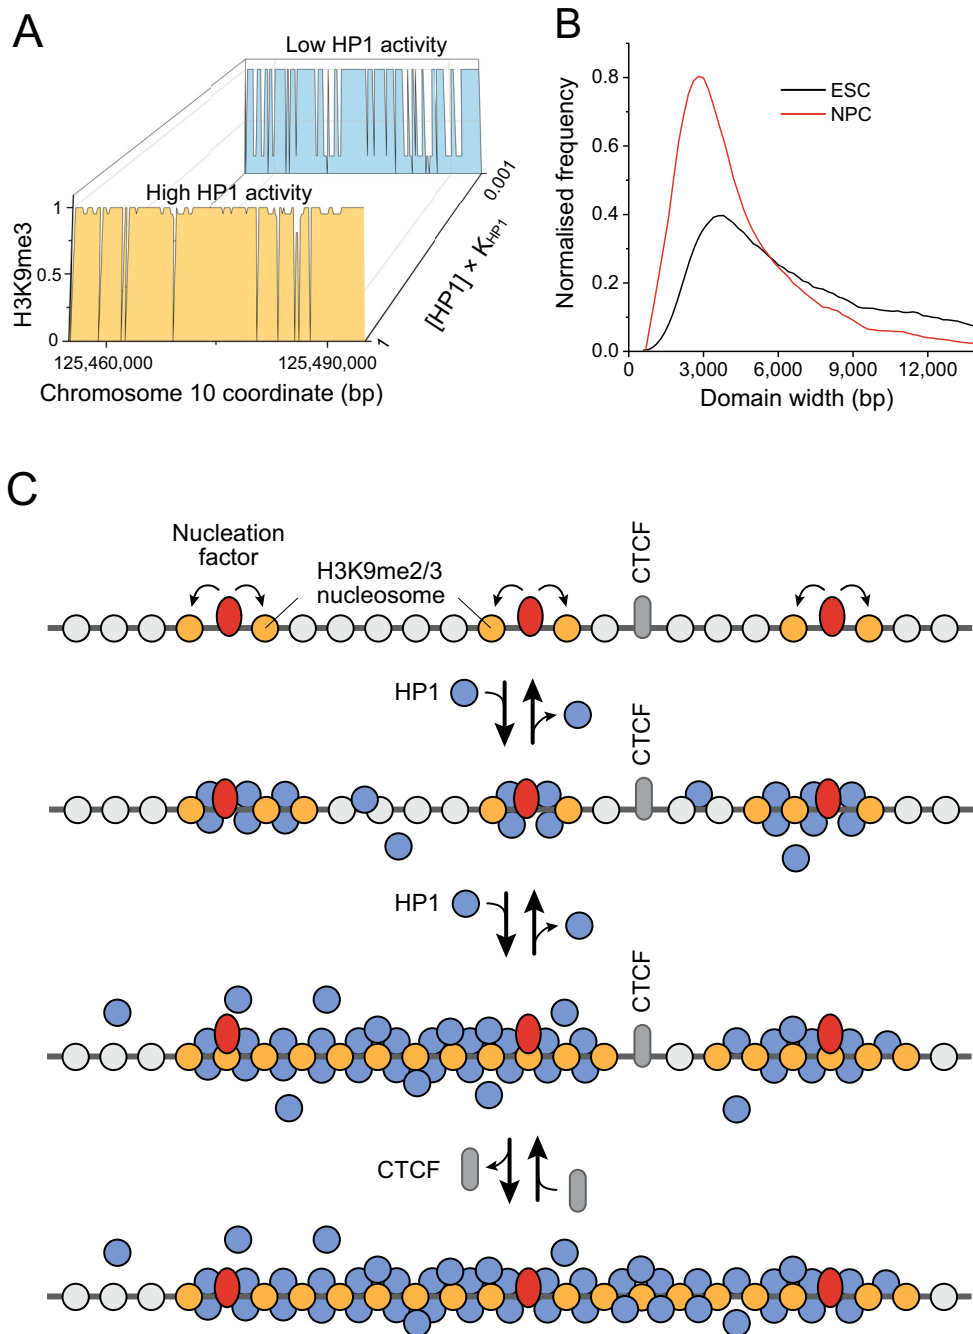 A
Low HP1 activity
High HP1 activity
H3K9me3
1
0.5
0
0.001
1
[HP1] × K_HP1
125,460,000
125,490,000
Chromosome 10 coordinate (bp)
B
ESC
NPC
Normalised frequency
0.8
0.6
0.4
0.2
0.0
0
3,000
6,000
9,000
12,000
Domain width (bp)
C
Nucleation
factor
H3K9me2/3
nucleosome
CTCF
HP1
CTCF
HP1
CTCF
CTCF